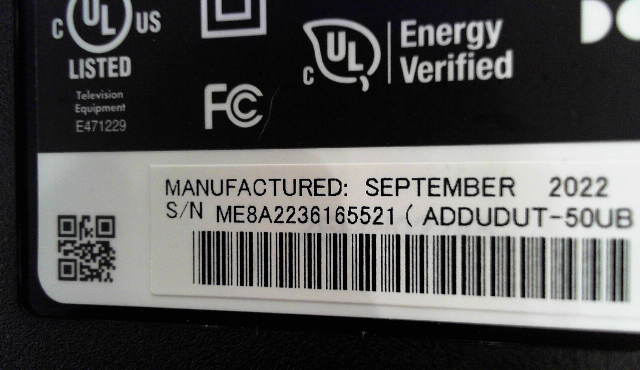 C UL US
LISTED
Television
Equipment
E471229
FC
C UL Energy
Verified
MANUFACTURED: SEPTEMBER 2022
S/N ME8A2236165521 ( ADDUDUT-50UB